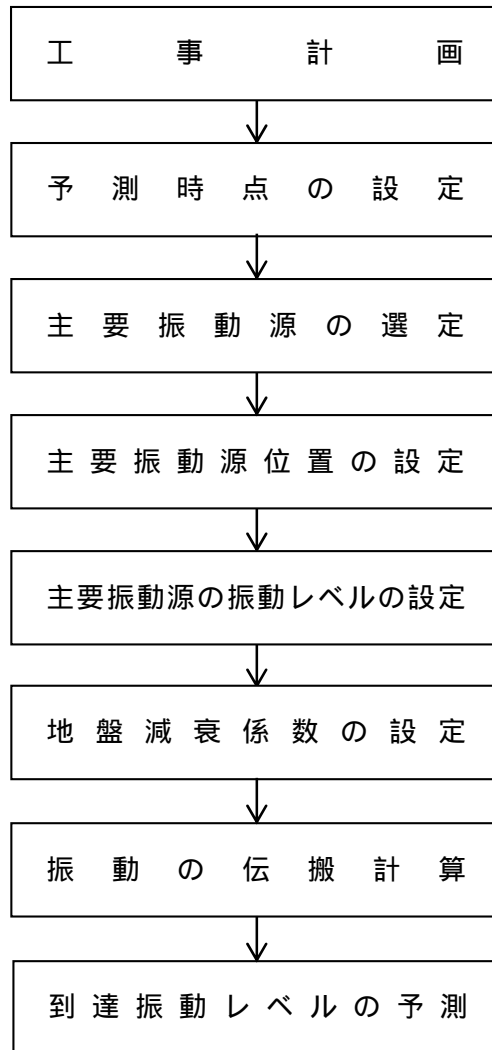 工事計画
予測時点の設定
主要振動源の選定
主要振動源位置の設定
主要振動源の振動レベルの設定
地盤減衰係数の設定
振動の伝搬計算
到達振動レベルの予測